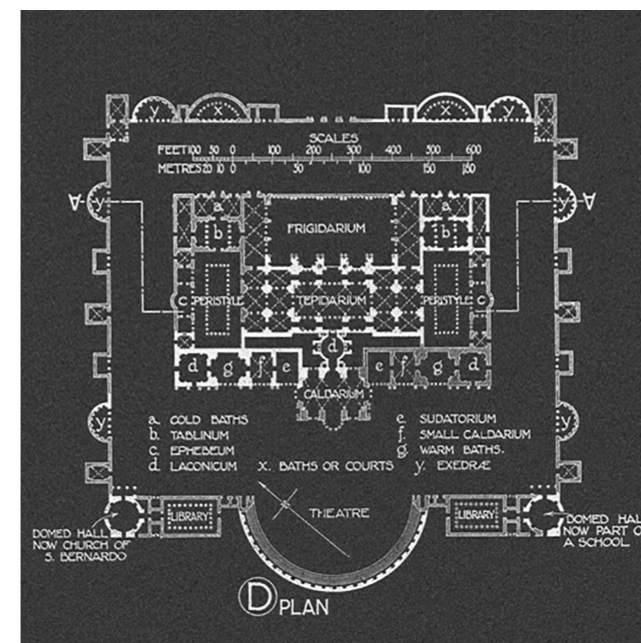 y x x y
SCALES
FEET 100 50 0 100 200 300 400 500 600
METRES 20 10 0 50 100 150 180
A y y A
a a
b FRIGIDARIUM b
C PERISTYLE TEPIDARIUM PERISTYLE C
d
d g f e e f g d
CALDARIUM
y y
a. COLD BATHS
b. TABLINUM
c. EPHEBEUM
d. LACONICUM
x. BATHS OR COURTS
e. SUDATORIUM
f. SMALL CALDARIUM
g. WARM BATHS.
y. EXEDRÆ
LIBRARY THEATRE LIBRARY
DOMED HALL
NOW CHURCH OF
S. BERNARDO
DOMED HAL
NOW PART O
A SCHOOL
D PLAN